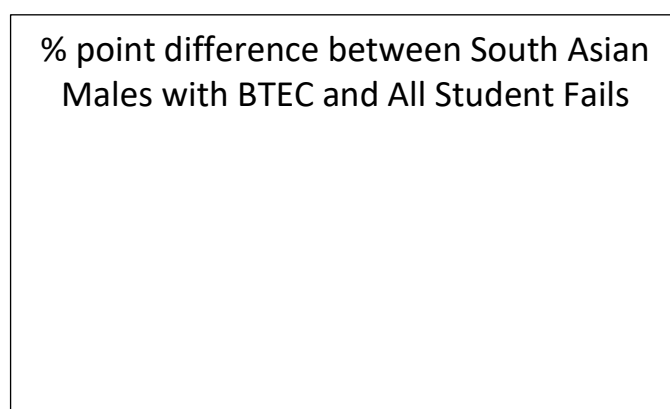 % point difference between South Asian
Males with BTEC and All Student Fails